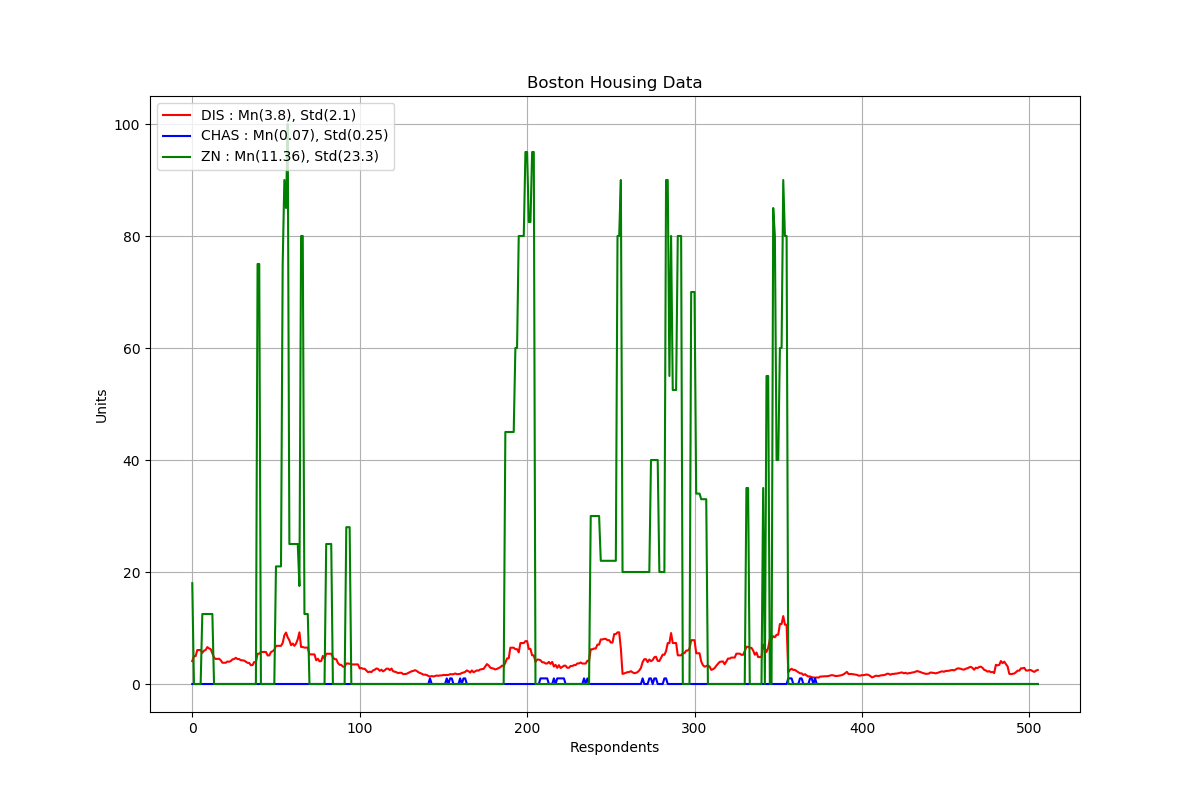 Boston Housing Data
DIS : Mn(3.8), Std(2.1)
CHAS : Mn(0.07), Std(0.25)
ZN : Mn(11.36), Std(23.3)
100
80
60
40
20
0
Units
0 100 200 300 400 500
Respondents